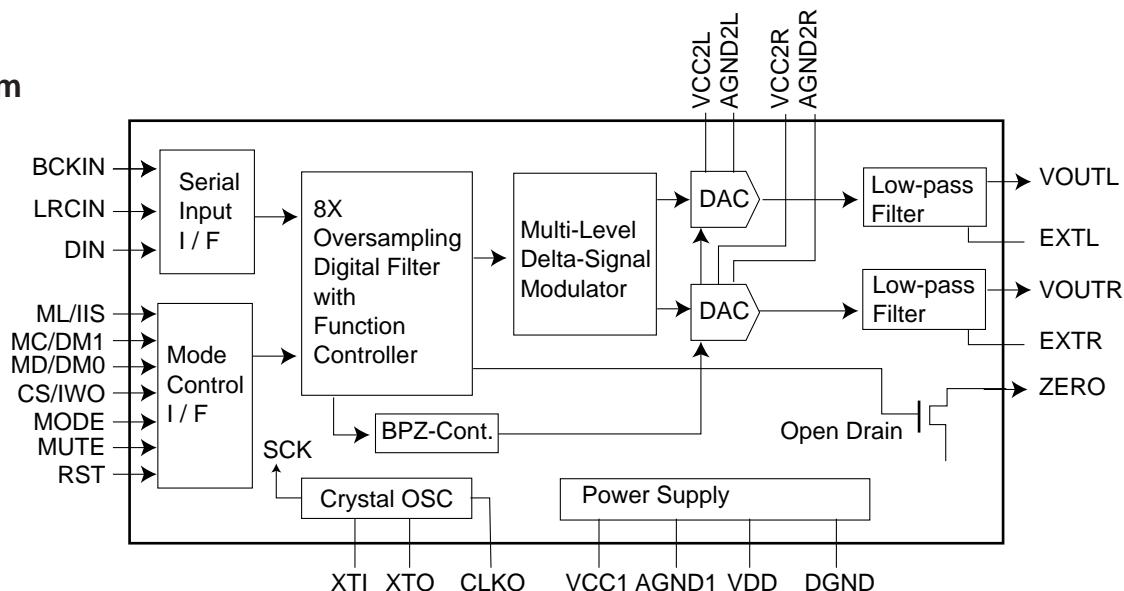 m
VCC2L
AGND2L
VCC2R
AGND2R
BCKIN
LRCIN
DIN
ML/IIS
MC/DM1
MD/DM0
CS/IWO
MODE
MUTE
RST
Serial
Input
I / F
Mode
Control
I / F
8X
Oversampling
Digital Filter
with
Function
Controller
Multi-Level
Delta-Signal
Modulator
DAC
DAC
Low-pass
Filter
Low-pass
Filter
VOUTL
EXTL
VOUTR
EXTR
ZERO
BPZ-Cont.
Open Drain
SCK
Crystal OSC
Power Supply
XTI
XTO
CLKO
VCC1
AGND1
VDD
DGND